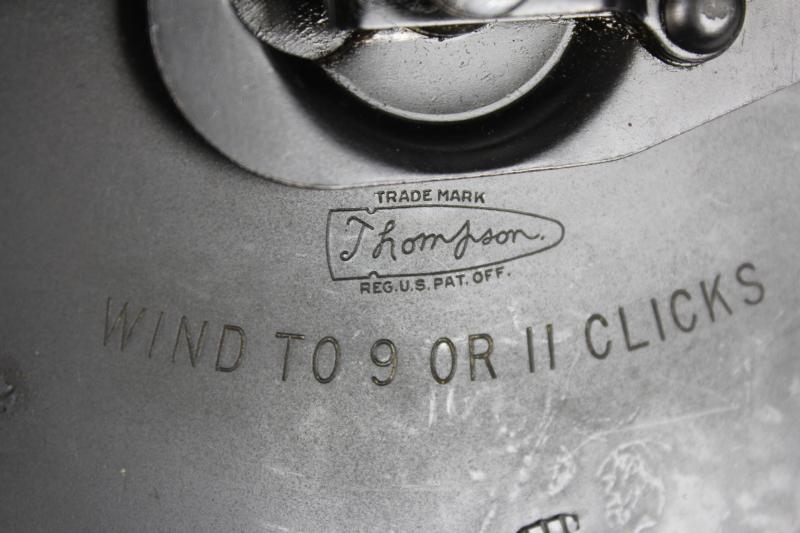 TRADE MARK
Thompson.
REG.U.S.PAT.OFF.
WIND TO 9 OR 11 CLICKS